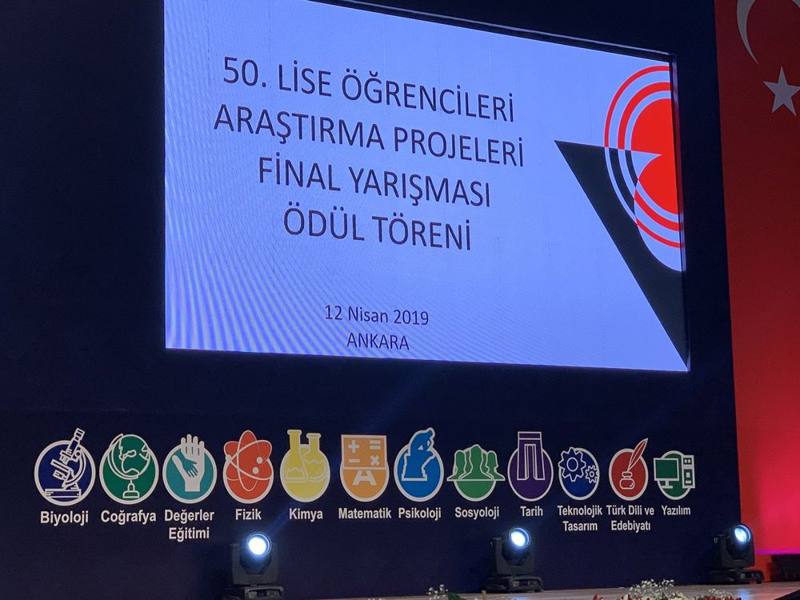 50. LİSE ÖĞRENCİLERİ
ARAŞTIRMA PROJELERİ
FİNAL YARIŞMASI
ÖDÜL TÖRENİ
12 Nisan 2019
ANKARA
Biyoloji Coğrafya Değerler Eğitimi Fizik Kimya Matematik Psikoloji Sosyoloji Tarih Teknolojik Tasarım Türk Dili ve Edebiyatı Yazılım